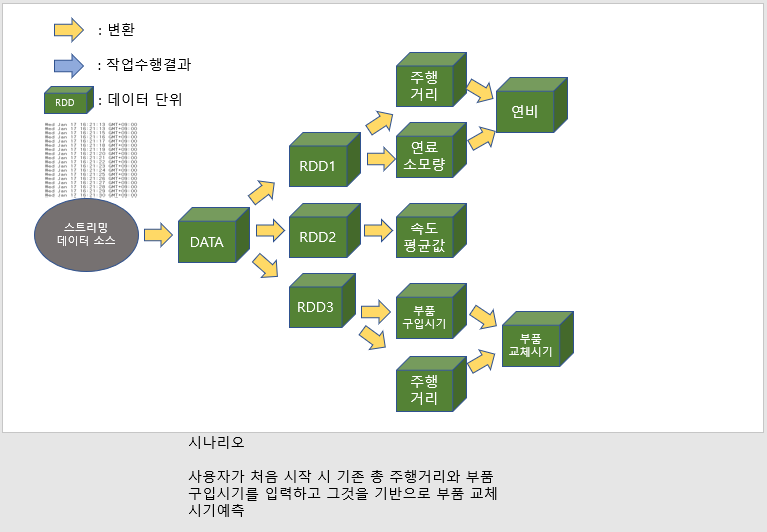 : 변환
: 작업수행결과
RDD
: 데이터 단위
스트리밍
데이터 소스
DATA
RDD1
RDD2
RDD3
주행
거리
연료
소모량
연비
속도
평균값
부품
구입시기
주행
거리
부품
교체시기
시나리오
사용자가 처음 시작 시 기존 총 주행거리와 부품
구입시기를 입력하고 그것을 기반으로 부품 교체
시기예측